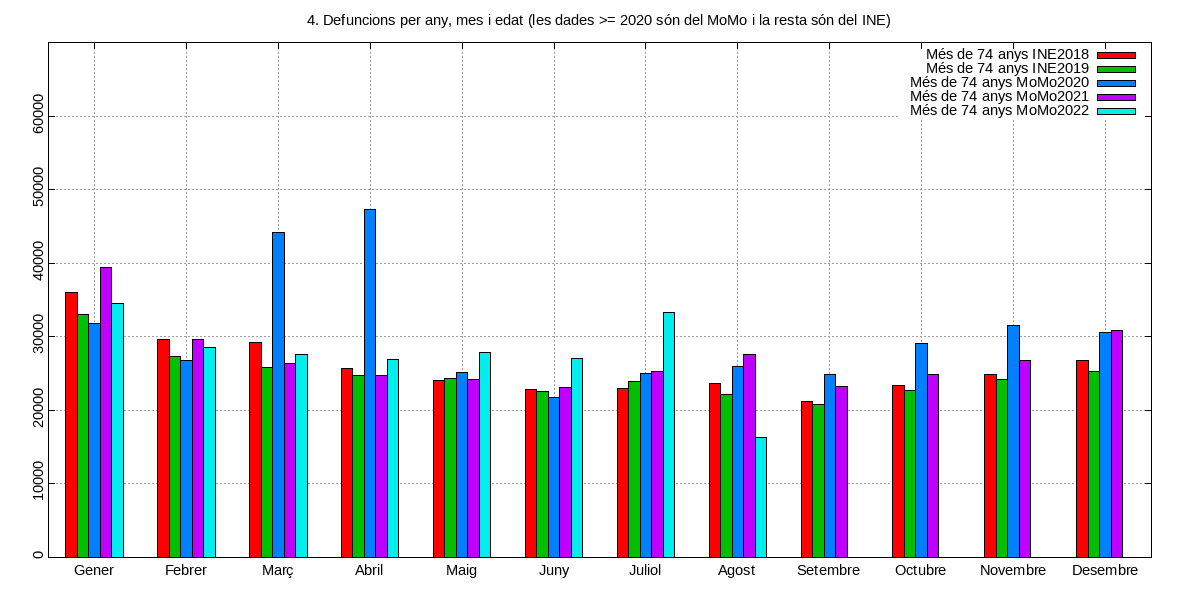 4. Defuncions per any, mes i edat (les dades >= 2020 són del MoMo i la resta són del INE)
Més de 74 anys INE2018
Més de 74 anys INE2019
Més de 74 anys MoMo2020
Més de 74 anys MoMo2021
Més de 74 anys MoMo2022
60000
50000
40000
30000
20000
10000
0
Gener Febrer Març Abril Maig Juny Juliol Agost Setembre Octubre Novembre Desembre